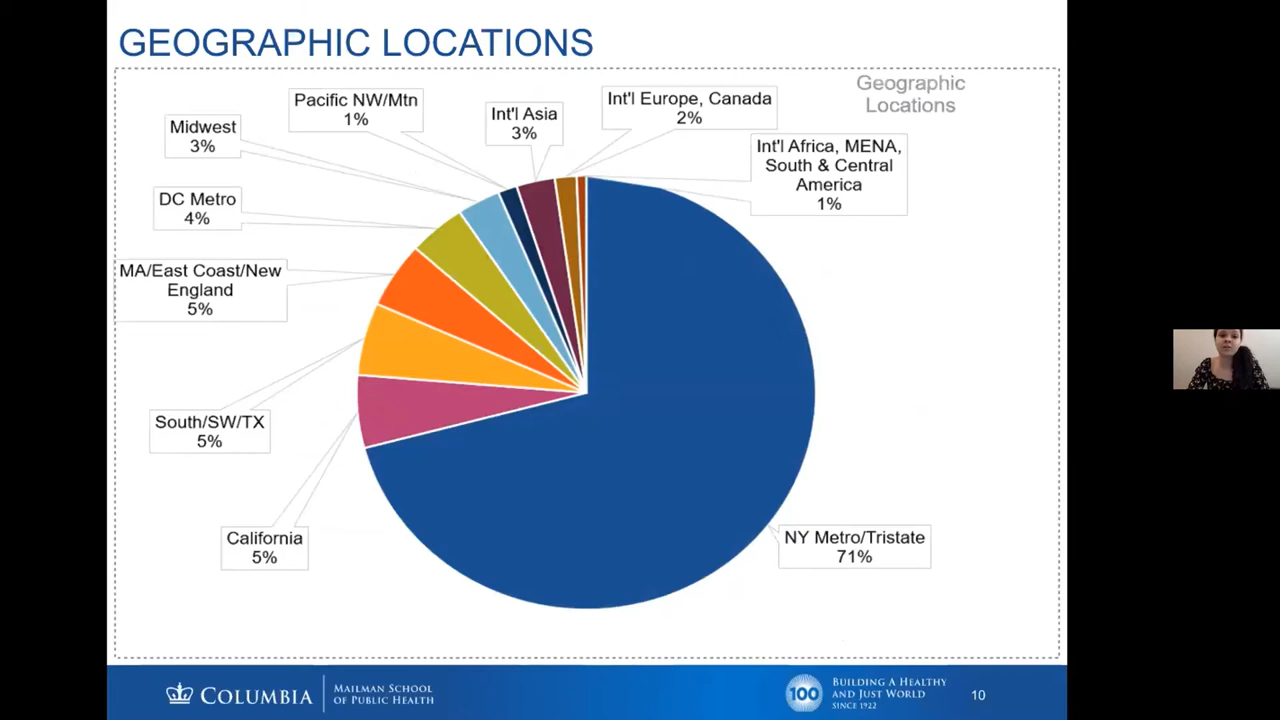 GEOGRAPHIC LOCATIONS
Geographic
Locations
Pacific NW/Mtn
1%
Int'l Asia
3%
Int'l Europe, Canada
2%
Midwest
3%
Int'l Africa, MENA,
South & Central
America
1%
DC Metro
4%
MA/East Coast/New
England
5%
South/SW/TX
5%
California
5%
NY Metro/Tristate
71%
COLUMBIA
MAILMAN SCHOOL
OF PUBLIC HEALTH
100
BUILDING A HEALTHY
AND JUST WORLD
SINCE 1922
10